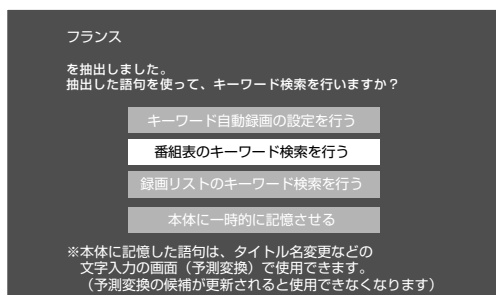 フランス
を抽出しました。
抽出した語句を使って、キーワード検索を行いますか？
キーワード自動録画の設定を行う
番組表のキーワード検索を行う
録画リストのキーワード検索を行う
本体に一時的に記憶させる
※本体に記憶した語句は、タイトル名変更などの
文字入力の画面（予測変換）で使用できます。
（予測変換の候補が更新されると使用できなくなります）